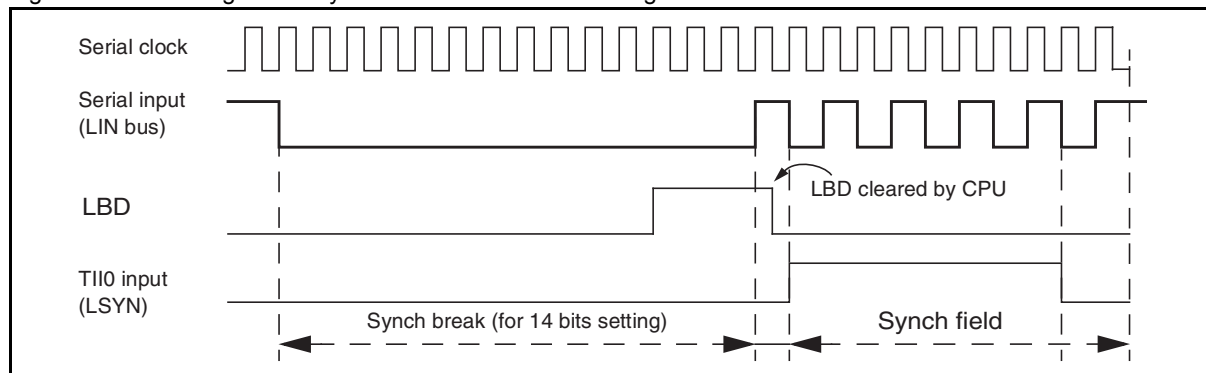 Serial clock
Serial input
(LIN bus)
LBD cleared by CPU
LBD
TII0 input
(LSYN)
Synch break (for 14 bits setting)
Synch field